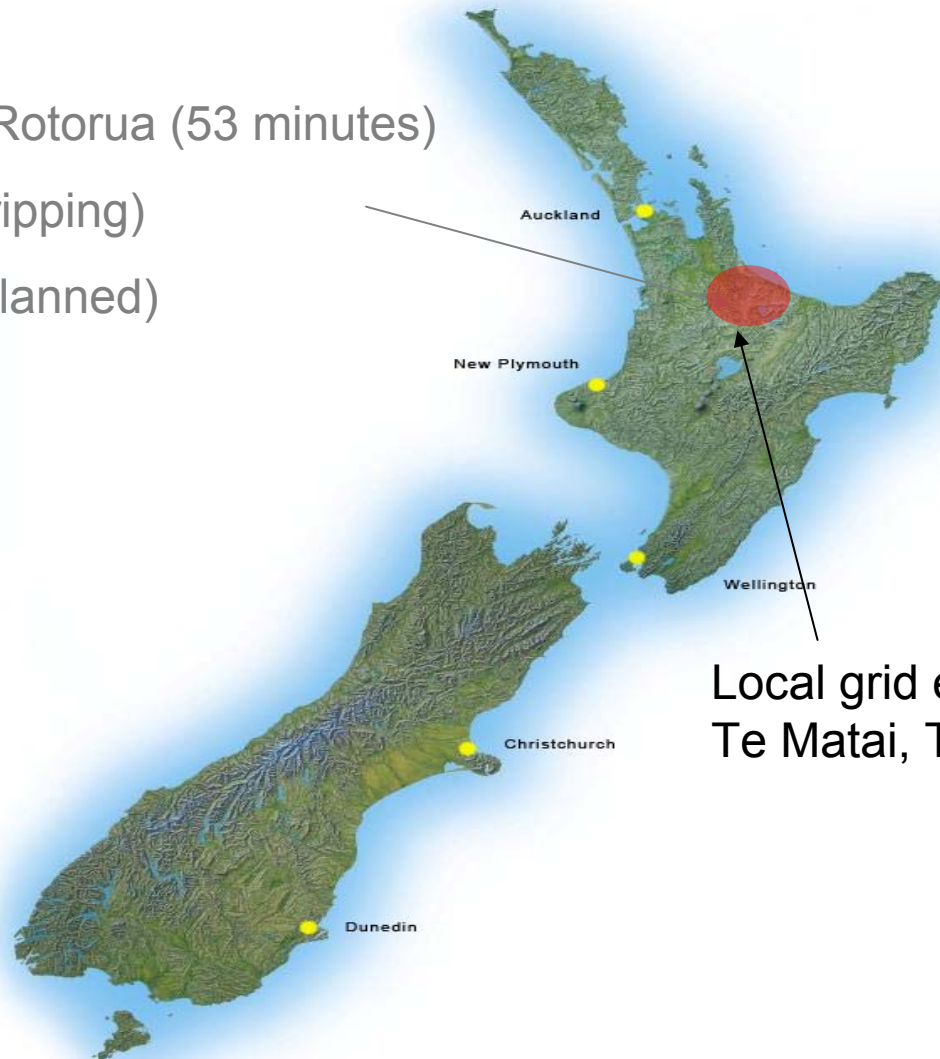 Rotorua (53 minutes)
ripping)
lanned)
Auckland
New Plymouth
Wellington
Local grid
Te Matai,
Christchurch
Dunedin